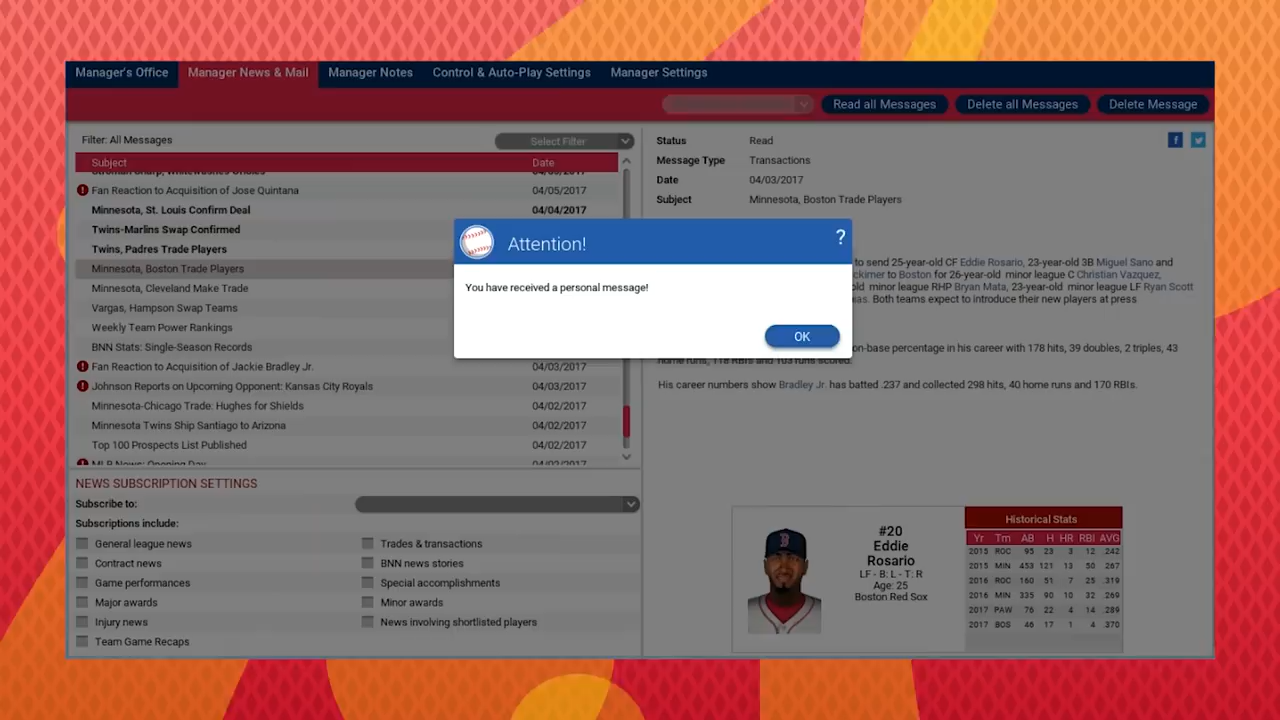 Manager's Office Manager News & Mail Manager Notes Control & Auto-Play Settings Manager Settings
Read all Messages Delete all Messages Delete Message
Filter: All Messages Select Filter
Subject Date
Fan Reaction to Acquisition of Jose Quintana 04/05/2017
Minnesota, St. Louis Confirm Deal 04/04/2017
Twins-Marlins Swap Confirmed
Twins, Padres Trade Players
Minnesota, Boston Trade Players
Minnesota, Cleveland Make Trade
Vargas, Hampson Swap Teams
Weekly Team Power Rankings
BNN Stats: Single-Season Records
Fan Reaction to Acquisition of Jackie Bradley Jr. 04/03/2017
Johnson Reports on Upcoming Opponent: Kansas City Royals 04/03/2017
Minnesota-Chicago Trade: Hughes for Shields 04/02/2017
Minnesota Twins Ship Santiago to Arizona 04/02/2017
Top 100 Prospects List Published 04/02/2017
MLB News: Opening Day 04/02/2017
NEWS SUBSCRIPTION SETTINGS
Subscribe to:
Subscriptions include:
General league news Trades & transactions
Contract news BNN news stories
Game performances Special accomplishments
Major awards Minor awards
Injury news News involving shortlisted players
Team Game Recaps
Status Read
Message Type Transactions
Date 04/03/2017
Subject Minnesota, Boston Trade Players
f
Attention! ?
You have received a personal message!
OK
to send 25-year-old CF Eddie Rosario, 23-year-old 3B Miguel Sano and
to Boston for 26-year-old minor league C Christian Vazquez,
old minor league RHP Bryan Mata, 23-year-old minor league LF Ryan Scott
Both teams expect to introduce their new players at press
on-base percentage in his career with 178 hits, 39 doubles, 2 triples, 43
home runs, 118 RBIs and 103 runs scored.
His career numbers show Bradley Jr. has batted .237 and collected 298 hits, 40 home runs and 170 RBIs.
#20
Eddie
Rosario
LF - B: L - T: R
Age: 25
Boston Red Sox
Historical Stats
Yr Tm AB H HR RBI AVG
2015 ROC 95 23 3 12 .242
2015 MIN 453 121 13 50 .267
2016 ROC 160 51 7 25 .319
2016 MIN 335 90 10 32 .269
2017 PAW 76 22 4 14 .289
2017 BOS 46 17 1 4 .370